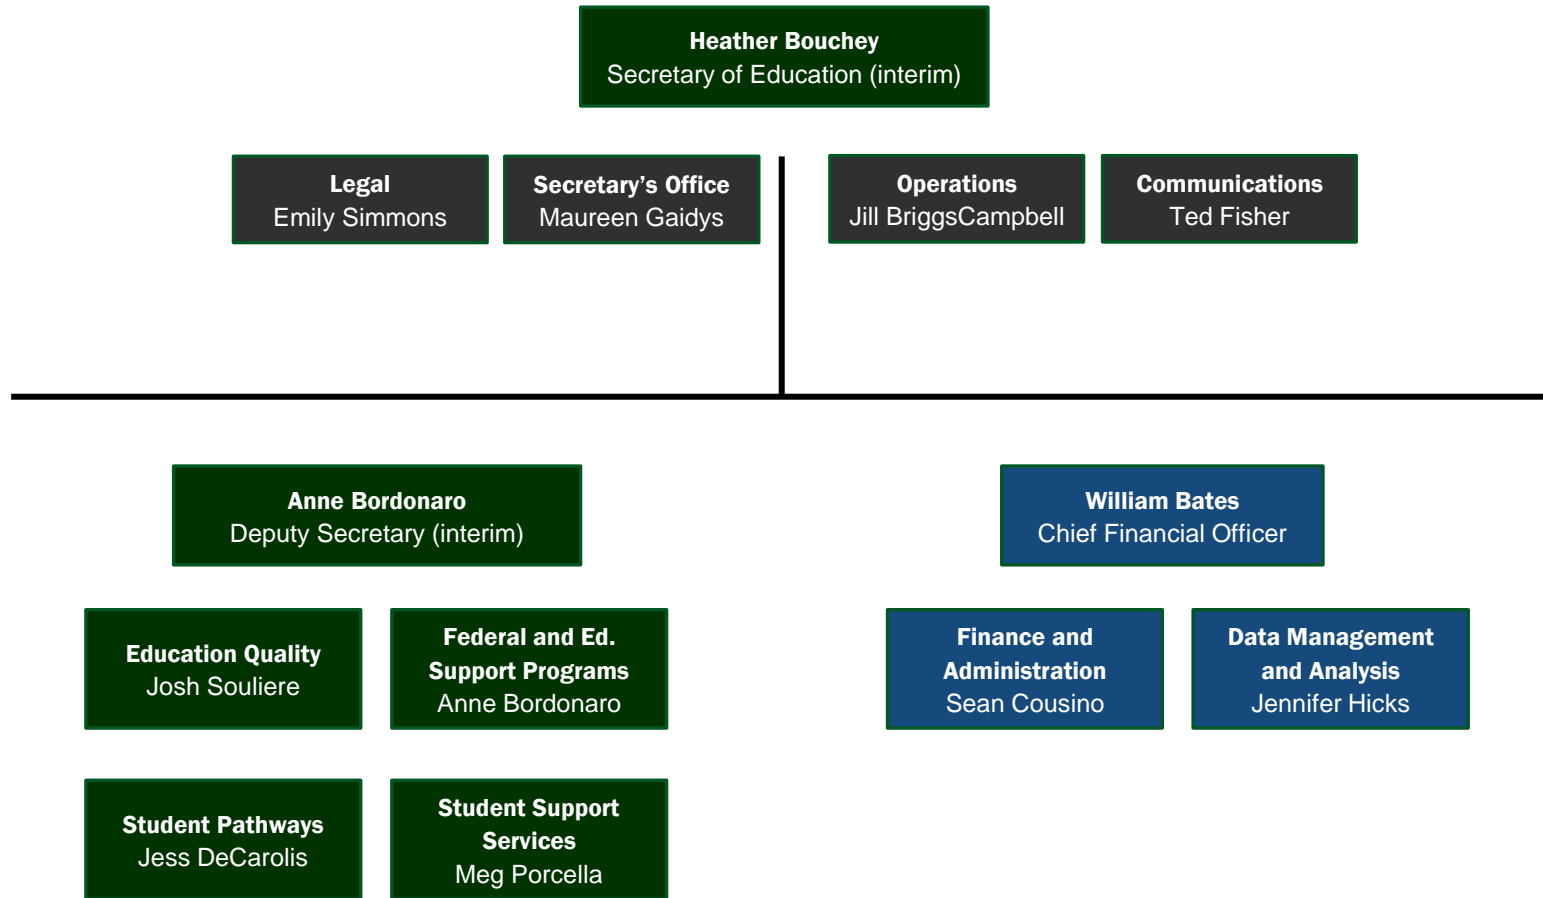 Heather Bouchey
Secretary of Education (interim)
Legal
Emily Simmons
Secretary's Office
Maureen Gaidys
Operations
Jill BriggsCampbell
Communications
Ted Fisher
Anne Bordonaro
Deputy Secretary (interim)
William Bates
Chief Financial Officer
Education Quality
Josh Souliere
Federal and Ed.
Support Programs
Anne Bordonaro
Finance and
Administration
Sean Cousino
Data Management
and Analysis
Jennifer Hicks
Student Pathways
Jess DeCarolis
Student Support
Services
Meg Porcella